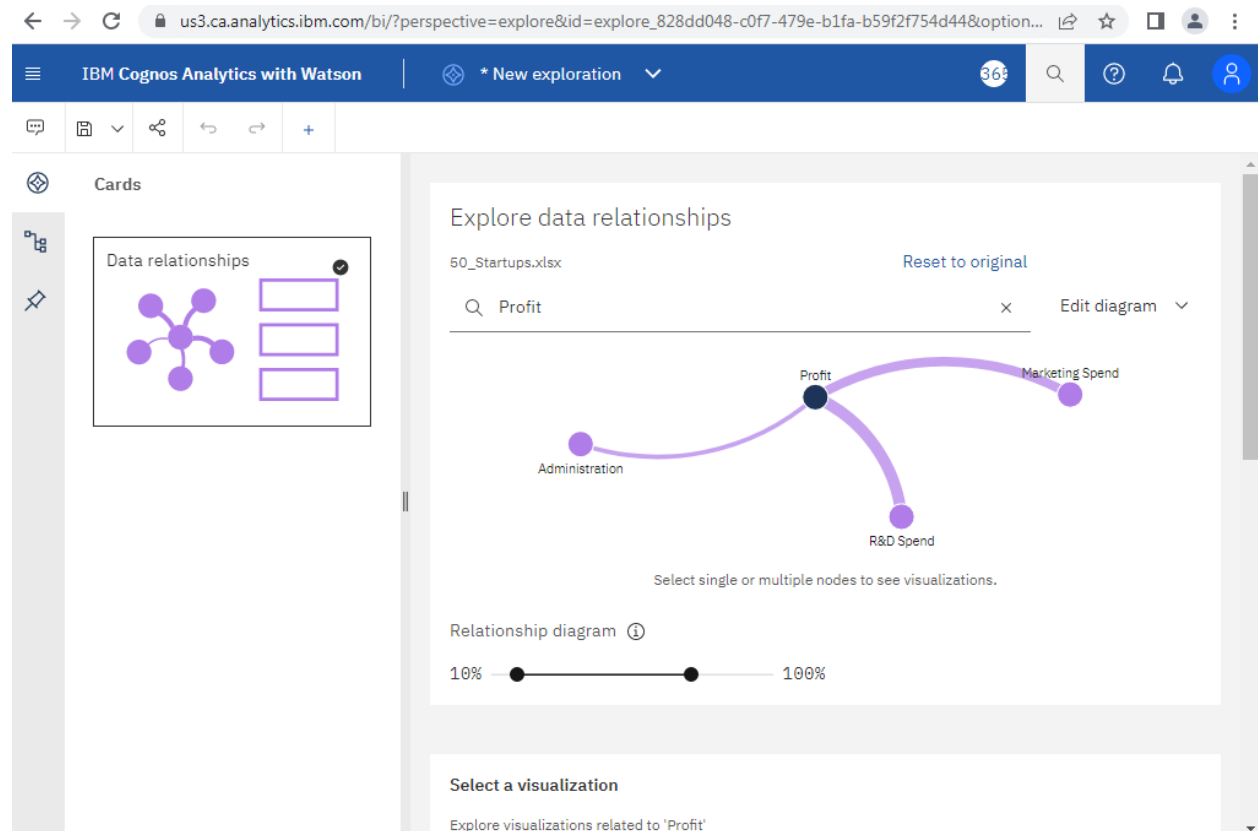 us3.ca.analytics.ibm.com/bi/?perspective=explore&id=explore_828dd048-c0f7-479e-b1fa-b59f2f754d44&option...
IBM Cognos Analytics with Watson
* New exploration
365
Cards
Data relationships
Explore data relationships
50_Startups.xlsx
Reset to original
Profit
Edit diagram
Profit
Marketing Spend
Administration
R&D Spend
Select single or multiple nodes to see visualizations.
Relationship diagram
10%
100%
Select a visualization
Explore visualizations related to 'Profit'